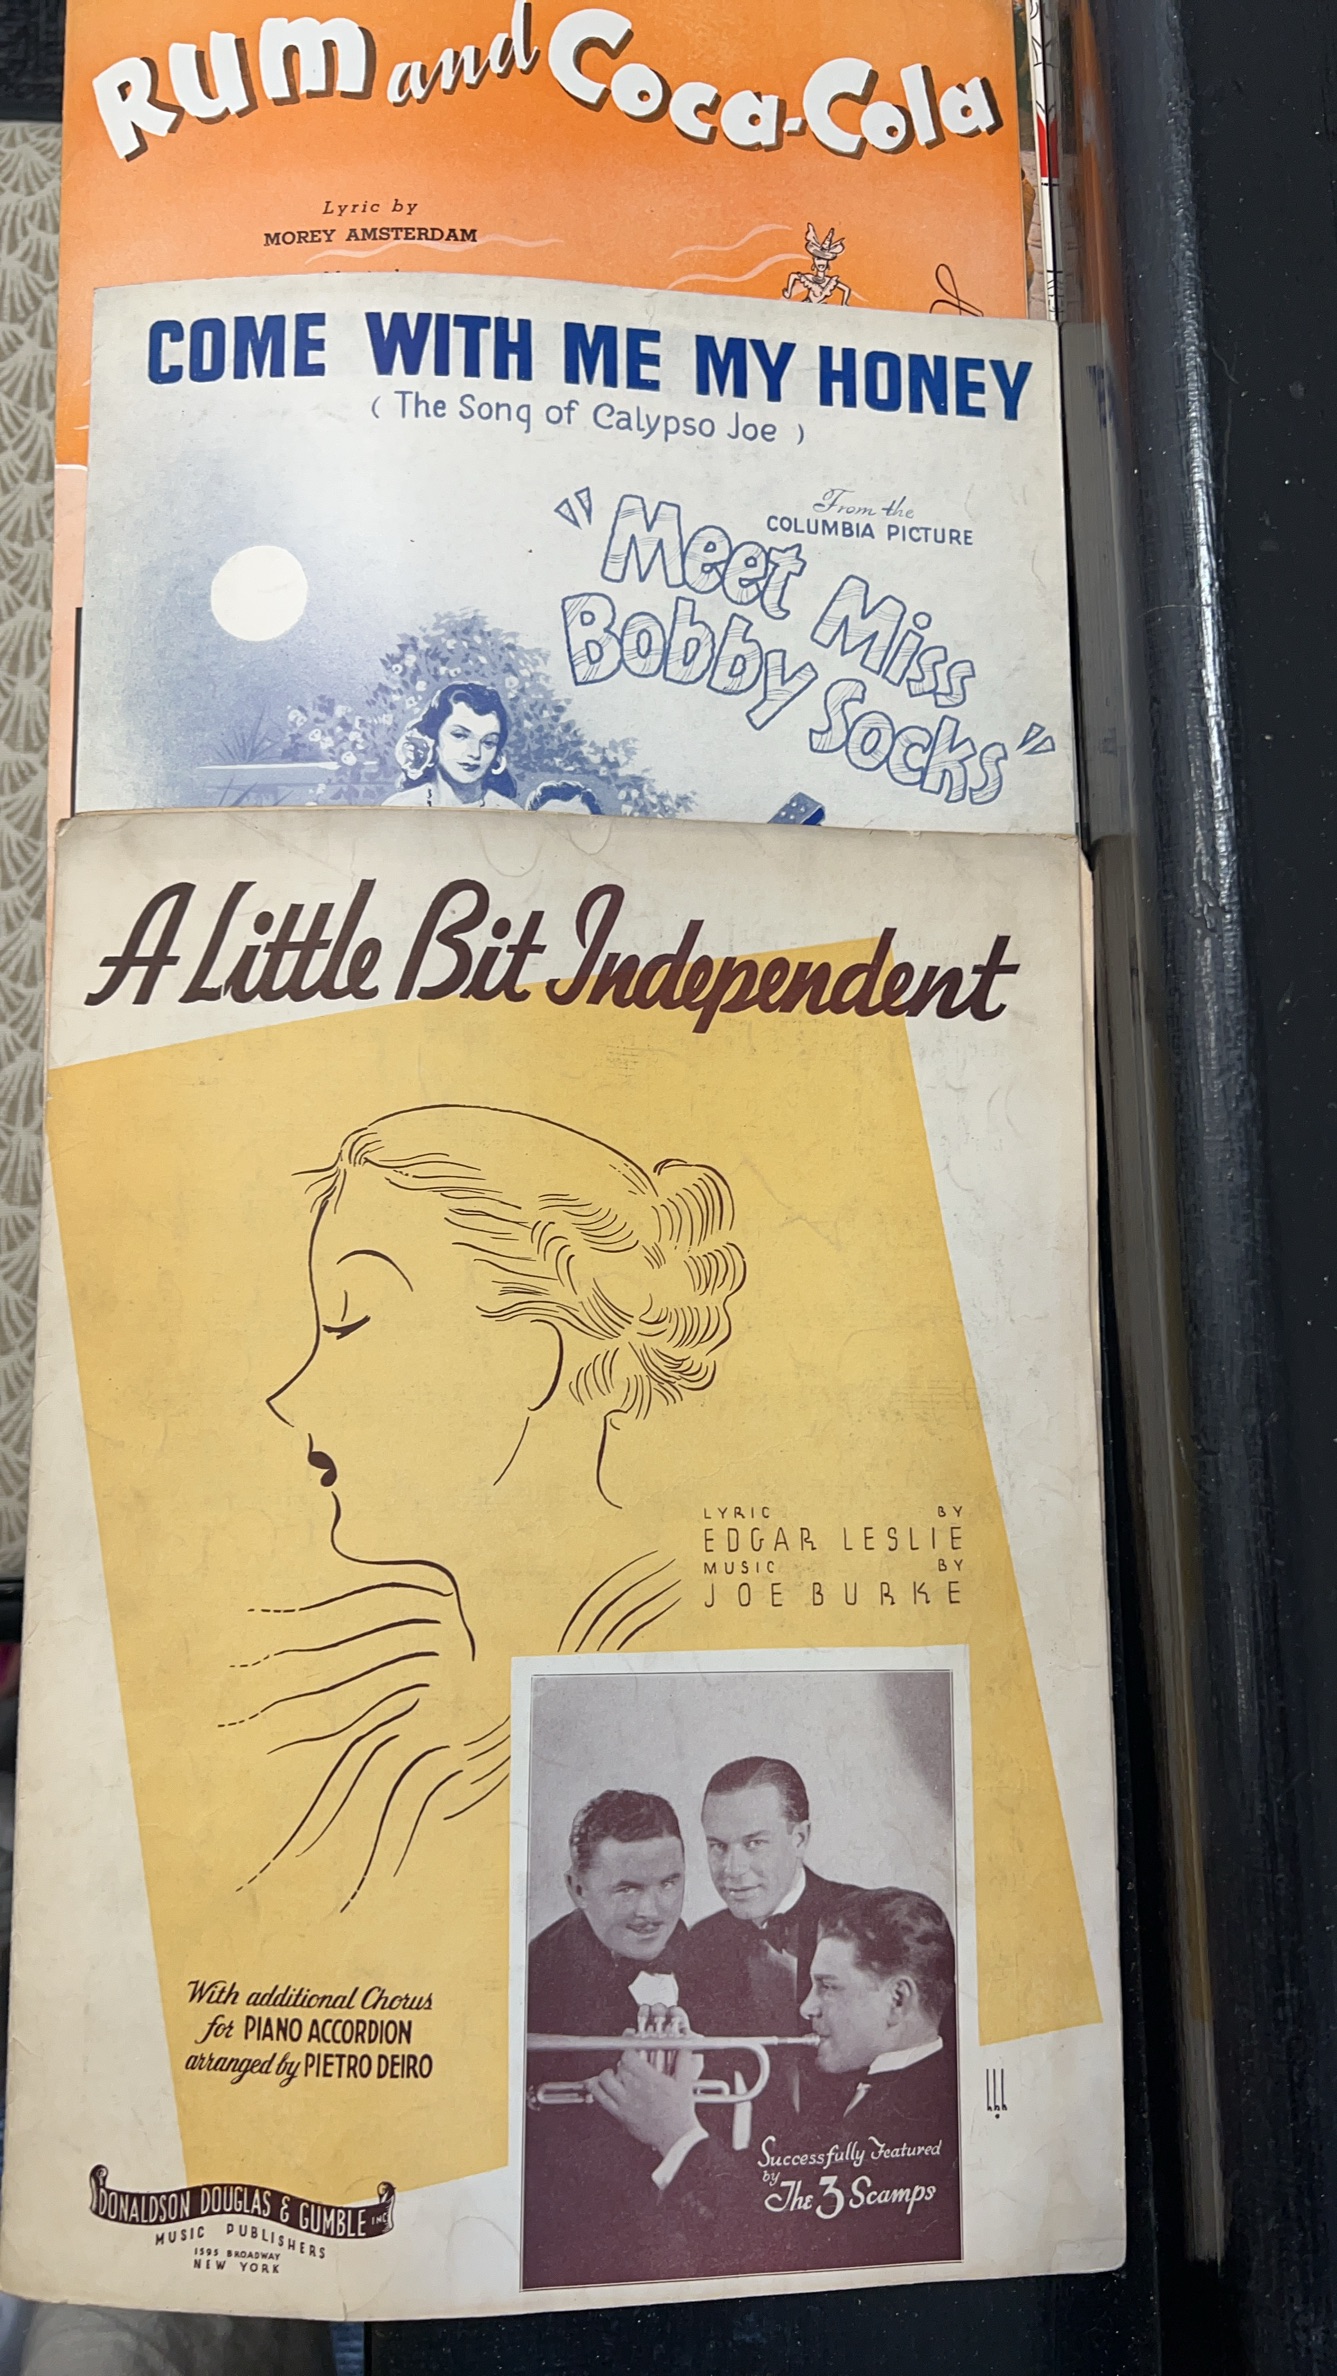 Rum and Coca-Cola
Lyric by
MOREY AMSTERDAM
COME WITH ME MY HONEY
( The Song of Calypso Joe )
From the
COLUMBIA PICTURE
"Meet Miss
Bobby Socks"
A Little Bit Independent
LYRIC BY
EDGAR LESLIE
MUSIC BY
JOE BURKE
With additional Chorus
for PIANO ACCORDION
arranged by PIETRO DEIRO
Successfully Featured
by
The 3 Scamps
DONALDSON DOUGLAS & GUMBLE INC
MUSIC PUBLISHERS
1595 BROADWAY
NEW YORK